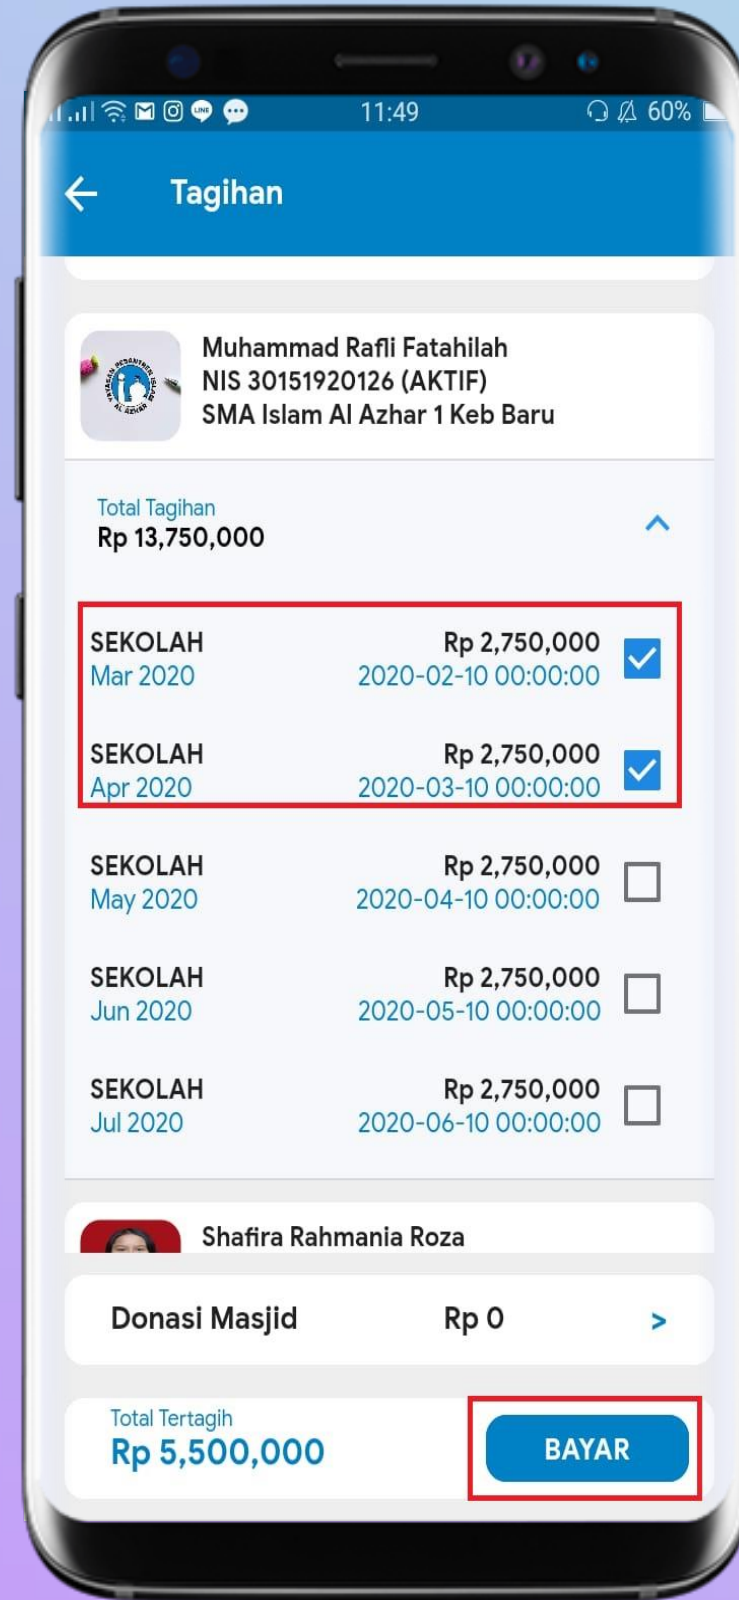 11:49
60%
Tagihan
Muhammad Rafli Fatahilah
NIS 30151920126 (AKTIF)
SMA Islam Al Azhar 1 Keb Baru
YAYASAN PESANTREN ISLAM
AL AZHAR
Total Tagihan
Rp 13,750,000
SEKOLAH Rp 2,750,000
Mar 2020 2020-02-10 00:00:00
SEKOLAH Rp 2,750,000
Apr 2020 2020-03-10 00:00:00
SEKOLAH Rp 2,750,000
May 2020 2020-04-10 00:00:00
SEKOLAH Rp 2,750,000
Jun 2020 2020-05-10 00:00:00
SEKOLAH Rp 2,750,000
Jul 2020 2020-06-10 00:00:00
Shafira Rahmania Roza
Donasi Masjid Rp 0 >
Total Tertagih
Rp 5,500,000
BAYAR